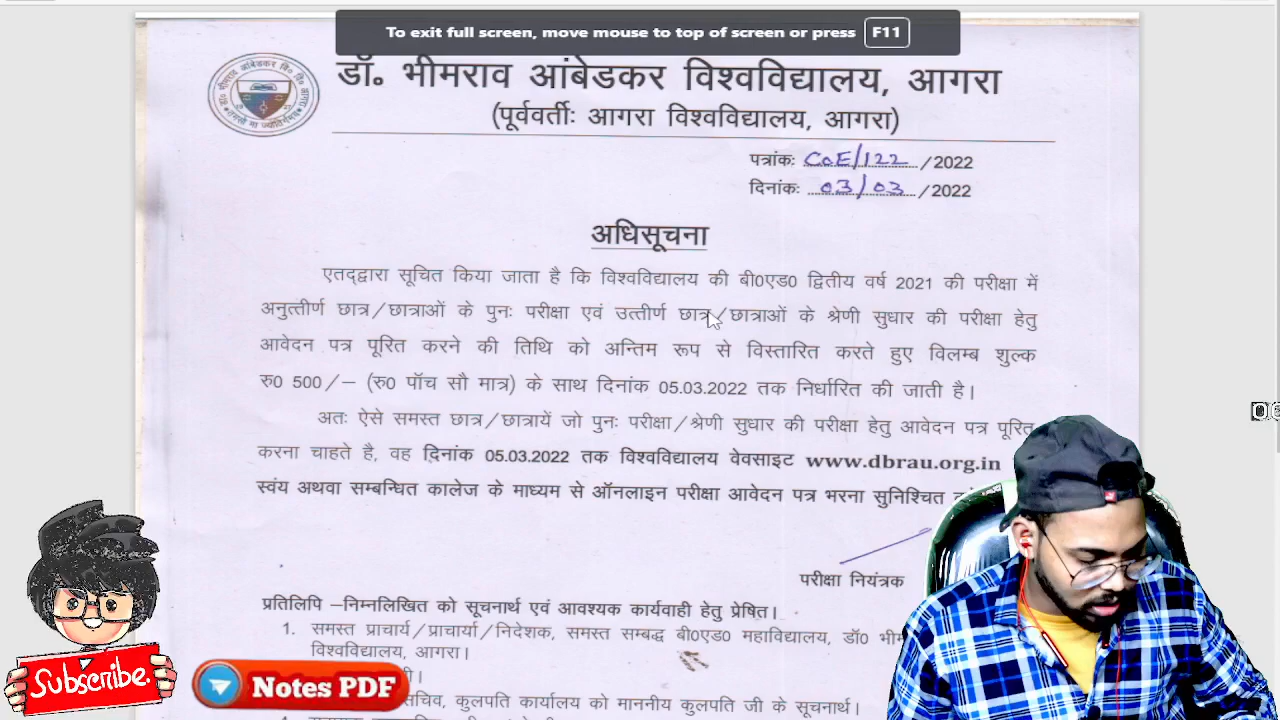 To exit full screen, move mouse to top of screen or press F11
डॉ० भीमराव आंबेडकर विश्वविद्यालय, आगरा
(पूर्ववर्तीः आगरा विश्वविद्यालय, आगरा)
पत्रांकः CoE/122 /2022
दिनांकः 03/03 /2022
अधिसूचना
एतद्द्वारा सूचित किया जाता है कि विश्वविद्यालय की बी0एड0 द्वितीय वर्ष 2021 की परीक्षा में
अनुत्तीर्ण छात्र/छात्राओं के पुनः परीक्षा एवं उत्तीर्ण छात्र/छात्राओं के श्रेणी सुधार की परीक्षा हेतु
आवेदन पत्र पूरित करने की तिथि को अन्तिम रूप से विस्तारित करते हुए विलम्ब शुल्क
रु0 500/– (रु0 पॉच सौ मात्र) के साथ दिनांक 05.03.2022 तक निर्धारित की जाती है।
अतः ऐसे समस्त छात्र/छात्रायें जो पुनः परीक्षा/श्रेणी सुधार की परीक्षा हेतु आवेदन पत्र पूरित
करना चाहते है, वह दिनांक 05.03.2022 तक विश्वविद्यालय वेवसाइट www.dbrau.org.in
स्वंय अथवा सम्बन्धित कालेज के माध्यम से ऑनलाइन परीक्षा आवेदन पत्र भरना सुनिश्चित
परीक्षा नियंत्रक
प्रतिलिपि –निम्नलिखित को सूचनार्थ एवं आवश्यक कार्यवाही हेतु प्रेषित।
1. समस्त प्राचार्य/प्राचार्या/निदेशक, समस्त सम्बद्ध बी0एड0 महाविद्यालय, डॉ0 भीम
विश्वविद्यालय, आगरा।
सचिव कुलपति कार्यालय को माननीय कुलपति जी के सूचनार्थ।
Subscribe.
Notes PDF